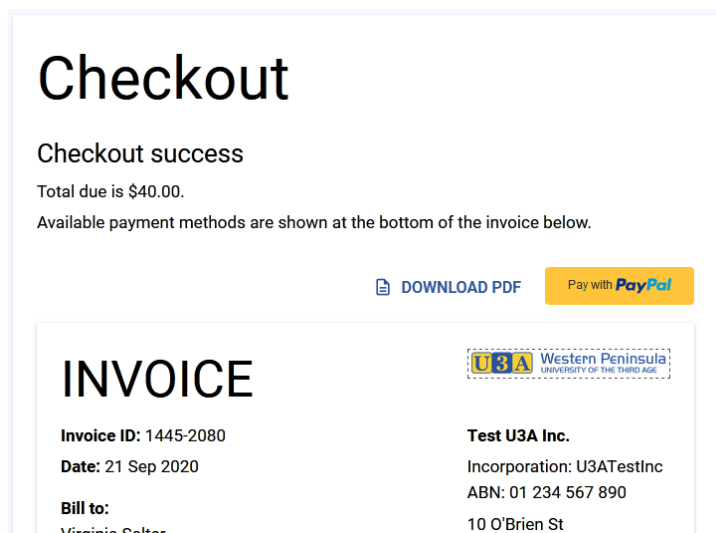 Checkout
Checkout success
Total due is $40.00.
Available payment methods are shown at the bottom of the invoice below.
DOWNLOAD PDF
Pay with PayPal
INVOICE
U3A Western Peninsula
UNIVERSITY OF THE THIRD AGE
Invoice ID: 1445-2080
Date: 21 Sep 2020
Bill to:
Test U3A Inc.
Incorporation: U3ATestInc
ABN: 01 234 567 890
10 O'Brien St